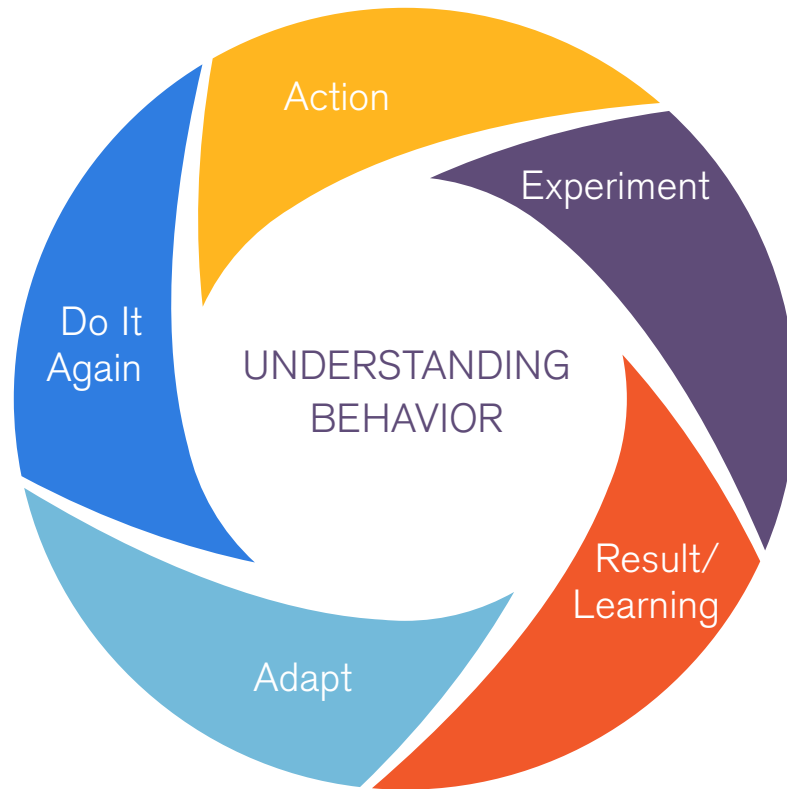 Action
Experiment
Do It
Again
UNDERSTANDING
BEHAVIOR
Result/
Learning
Adapt